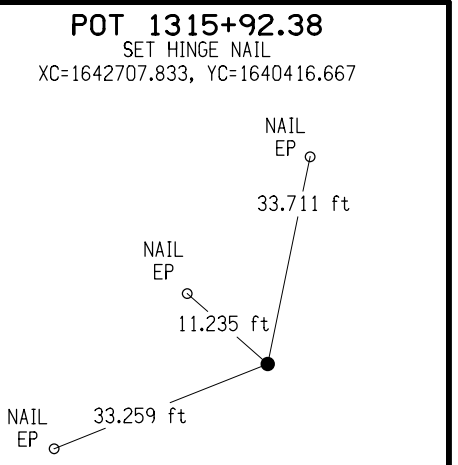 POT 1315+92.38
SET HINGE NAIL
XC=1642707.833, YC=1640416.667
NAIL
EP
33.711 ft
NAIL
EP
11.235 ft
NAIL
EP
33.259 ft